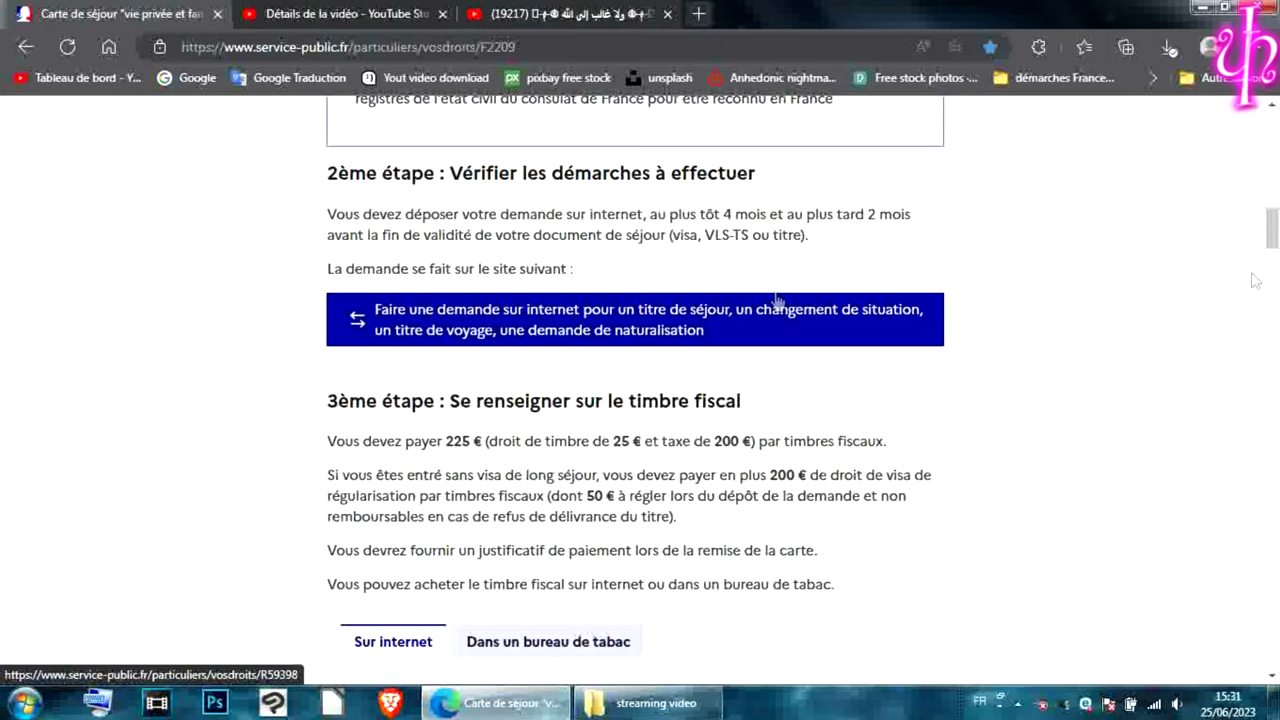 Carte de séjour "vie privée et fam
Détails de la vidéo - YouTube St
(19217)
ولا غالب إلى الله
https://www.service-public.fr/particuliers/vosdroits/F2209
Tableau de bord - Y...
Google
Google Traduction
Yout video download
px
pixbay free stock
unsplash
Anhedonic nightma...
D
Free stock photos -...
démarches France...
Autres
registres de l'état civil du consulat de France pour être reconnu en France
2ème étape : Vérifier les démarches à effectuer
Vous devez déposer votre demande sur internet, au plus tôt 4 mois et au plus tard 2 mois
avant la fin de validité de votre document de séjour (visa, VLS-TS ou titre).
La demande se fait sur le site suivant :
Faire une demande sur internet pour un titre de séjour, un changement de situation,
un titre de voyage, une demande de naturalisation
3ème étape : Se renseigner sur le timbre fiscal
Vous devez payer 225 € (droit de timbre de 25 € et taxe de 200 €) par timbres fiscaux.
Si vous êtes entré sans visa de long séjour, vous devez payer en plus 200 € de droit de visa de
régularisation par timbres fiscaux (dont 50 € à régler lors du dépôt de la demande et non
remboursables en cas de refus de délivrance du titre).
Vous devrez fournir un justificatif de paiement lors de la remise de la carte.
Vous pouvez acheter le timbre fiscal sur internet ou dans un bureau de tabac.
Sur internet
Dans un bureau de tabac
https://www.service-public.fr/particuliers/vosdroits/R59398
Ps
Carte de séjour "v...
streaming video
FR
15:31
25/06/2023